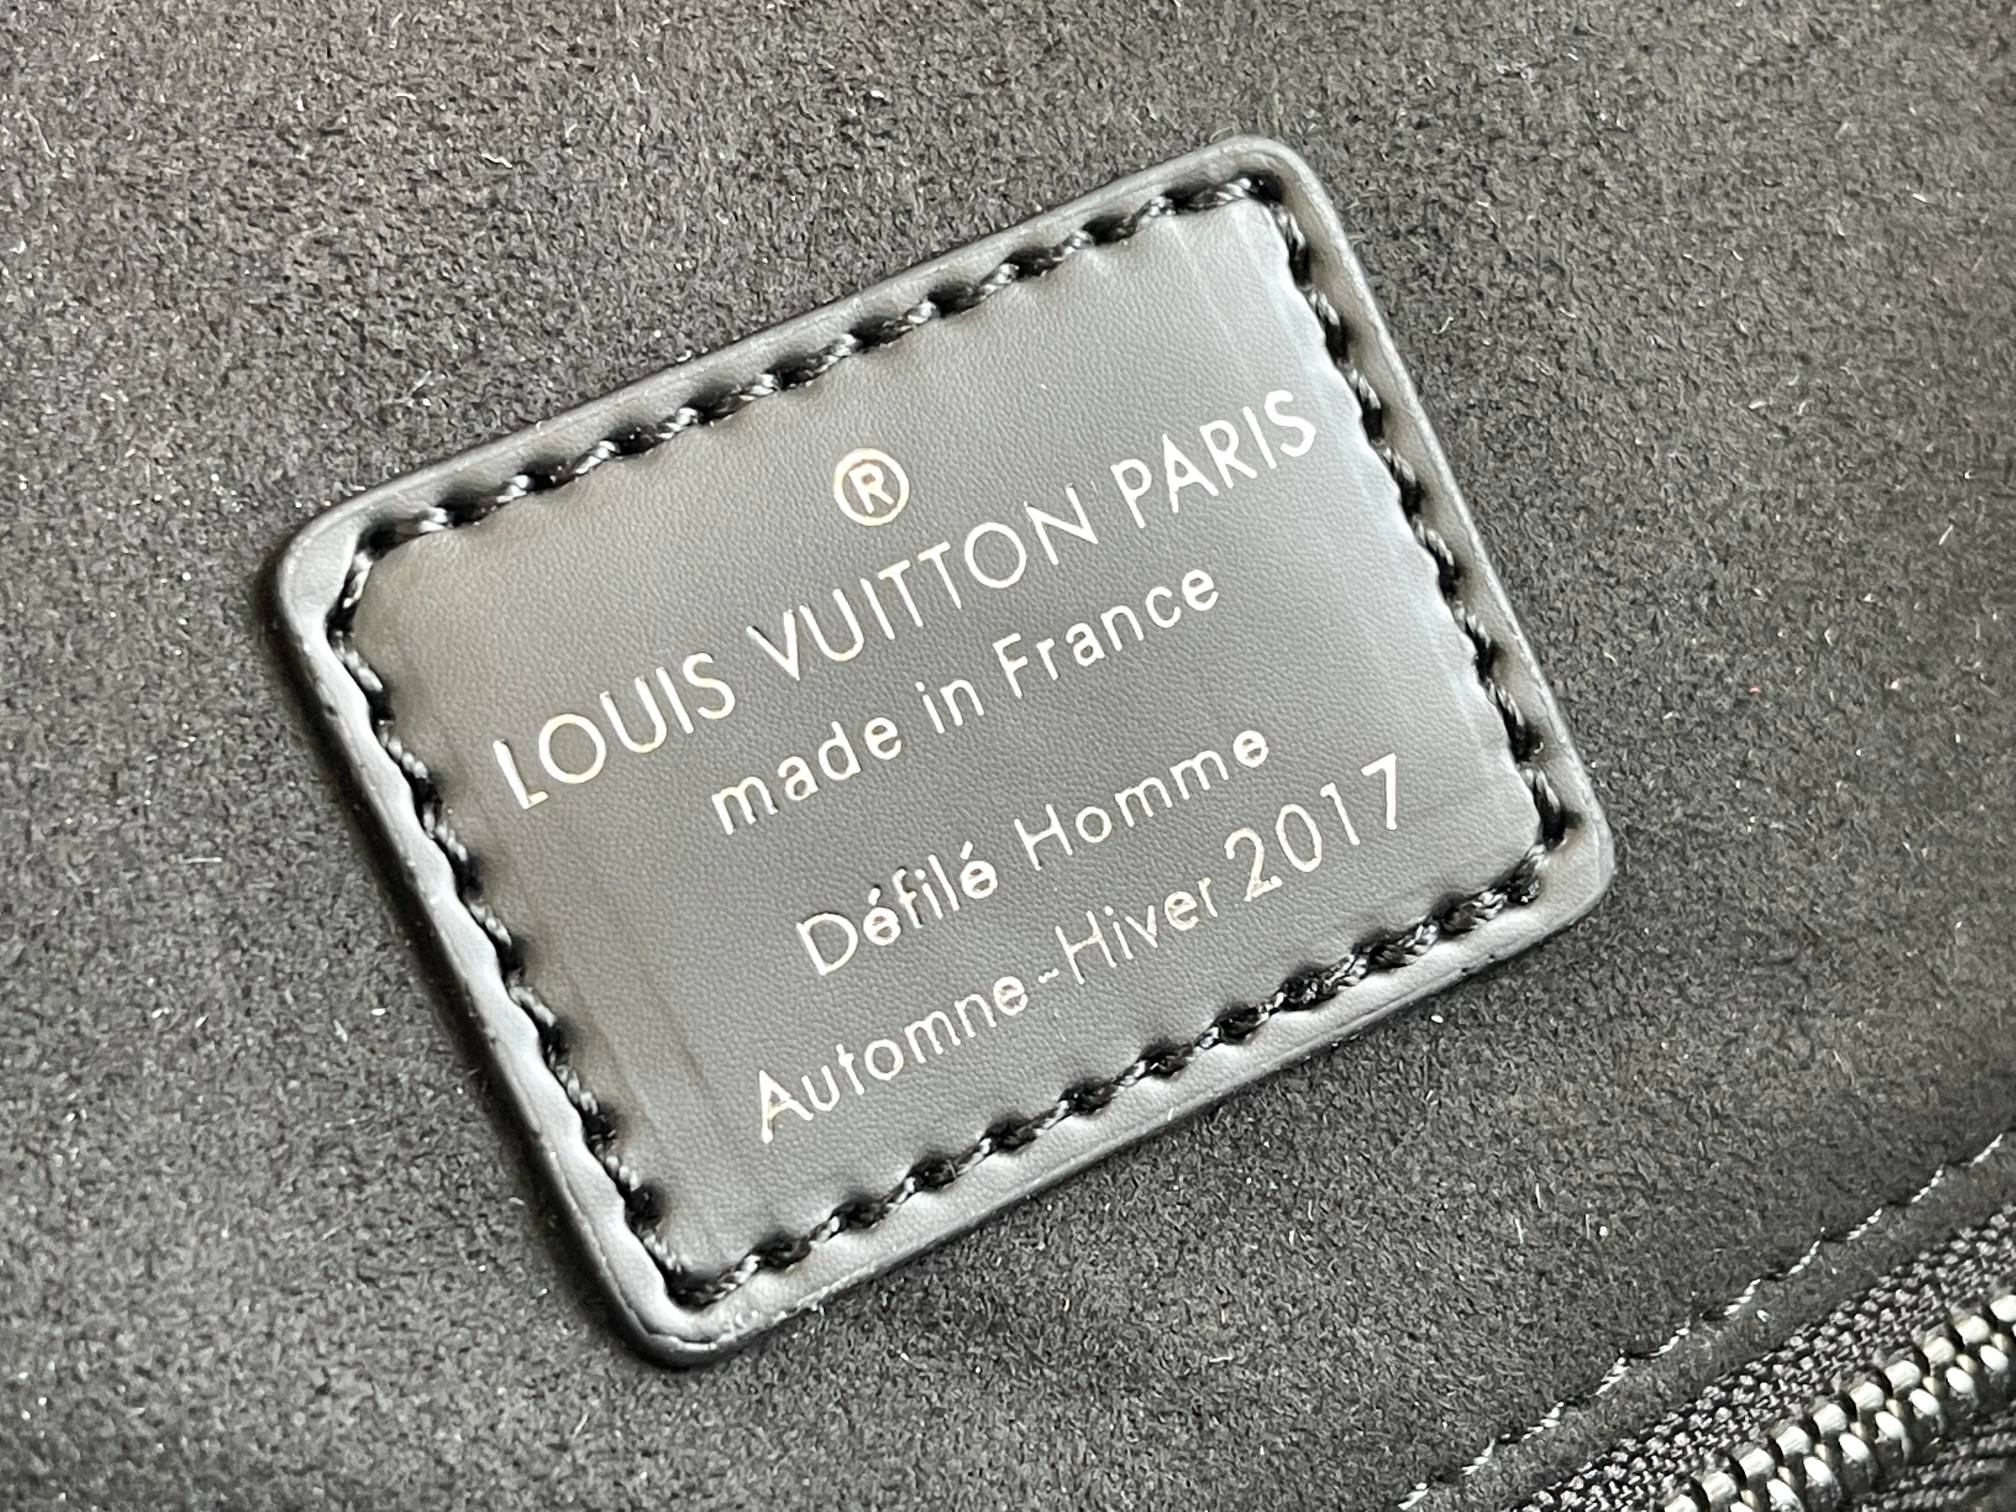 ®
LOUIS VUITTON PARIS
made in France
Défilé Homme
Automne-Hiver 2017